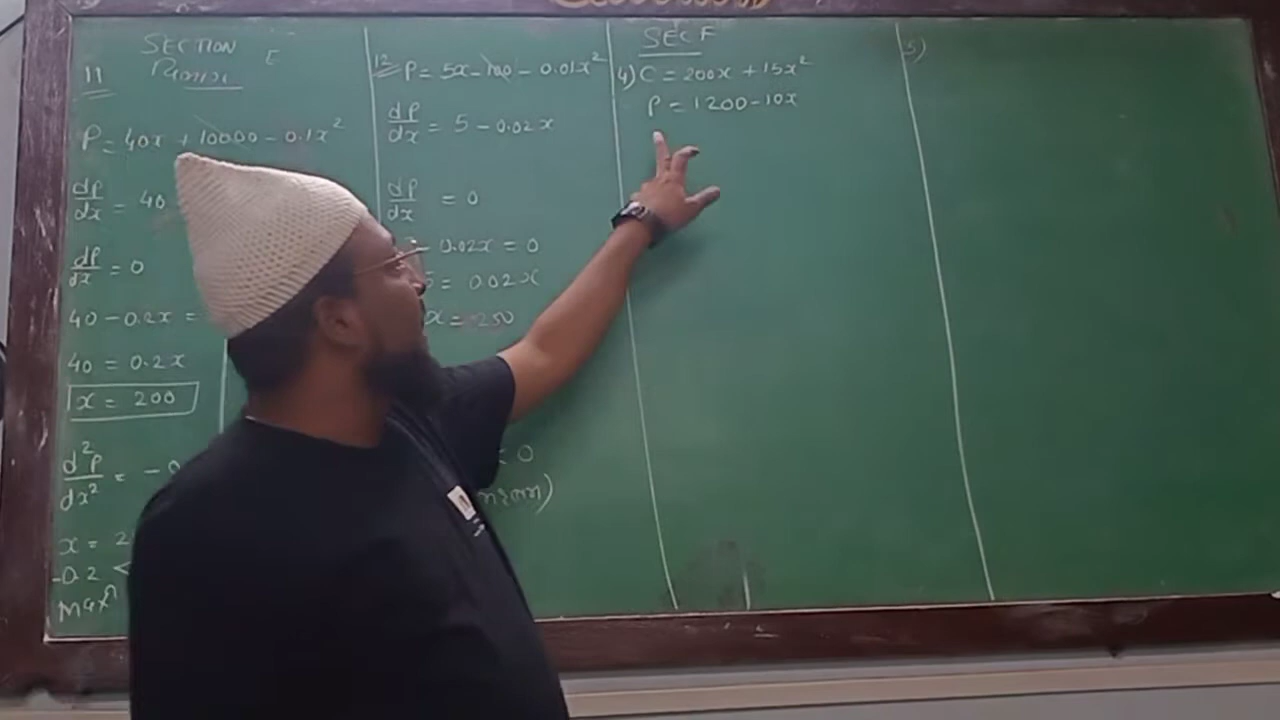 SECTION E
11
P = 40x + 10000 - 0.1x²
dP/dx = 40
dP/dx = 0
40 - 0.2x =
40 = 0.2x
x = 200
d²P/dx² =
x = 2
-0.2 <
maxⁿ
12 P = 5x - 100 - 0.01x²
dP/dx = 5 - 0.02x
dP/dx = 0
- 0.02x = 0
5 = 0.02x
x = 250
< 0
SEC F
4) C = 200x + 15x²
P = 1200 - 10x
5)